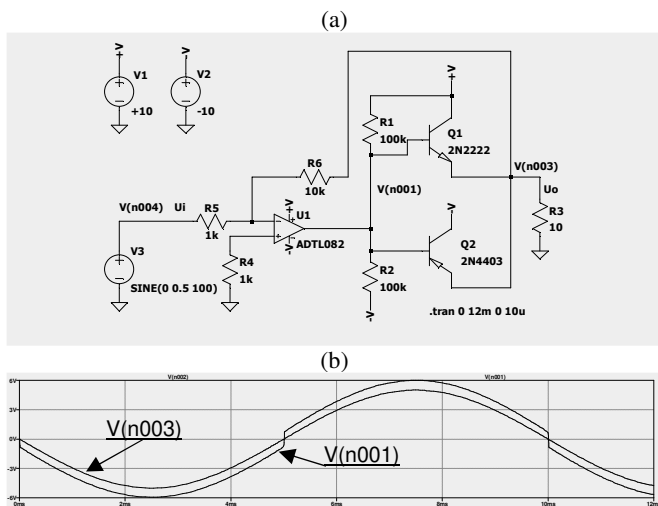 (a)
+V
-V
V1
V2
+10
-10
+V
R1
100k
Q1
2N2222
R6
10k
V(n003)
V(n001)
Uo
V(n004)
Ui
R5
1k
+V
U1
-V
ADTL082
R3
10
V3
R4
1k
-V
Q2
2N4403
SINE(0 0.5 100)
R2
100k
-V
.tran 0 12m 0 10u
(b)
V(n002)
V(n001)
6V
3V
0V
-3V
-6V
V(n003)
V(n001)
0ms
2ms
4ms
6ms
8ms
10ms
12ms